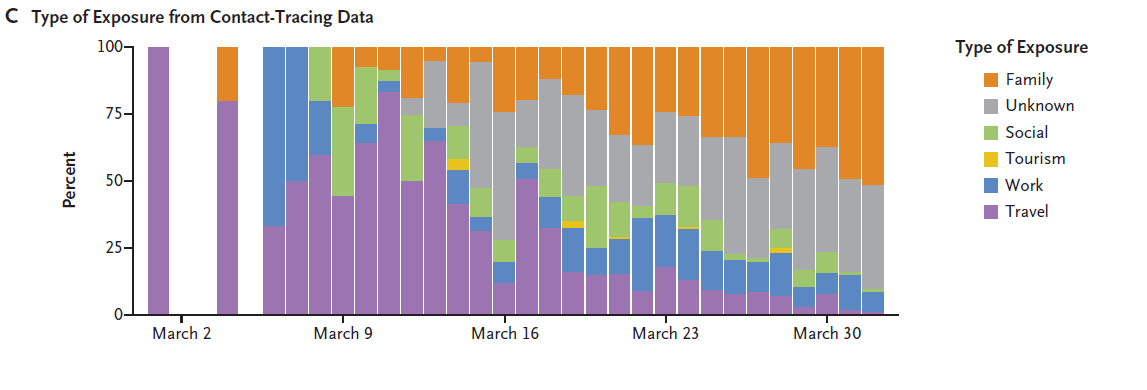 C Type of Exposure from Contact-Tracing Data
100
75
50
25
0
Percent
March 2
March 9
March 16
March 23
March 30
Type of Exposure
Family
Unknown
Social
Tourism
Work
Travel